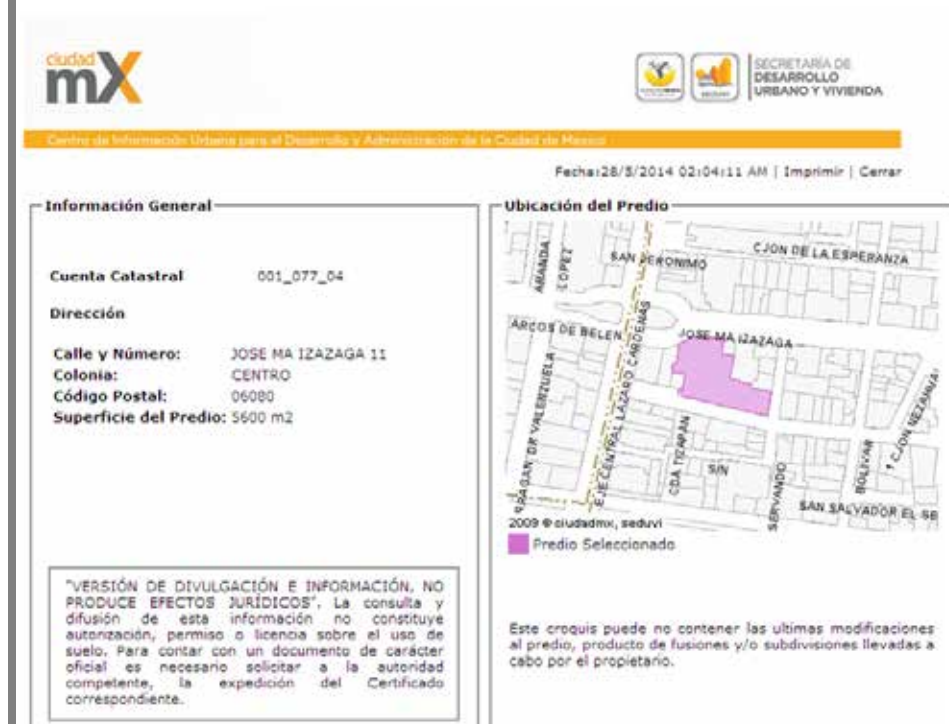 ciudad
mX
SECRETARÍA DE
DESARROLLO
URBANO Y VIVIENDA
Centro de Información Urbana para el Desarrollo y Administración de la Ciudad de Mexico
Fecha:28/5/2014 02:04:11 AM | Imprimir | Cerrar
Información General
Cuenta Catastral 001_077_04
Dirección
Calle y Número: JOSE MA IZAZAGA 11
Colonia: CENTRO
Código Postal: 06080
Superficie del Predio: 5600 m2
"VERSIÓN DE DIVULGACIÓN E INFORMACIÓN, NO
PRODUCE EFECTOS JURÍDICOS". La consulta y
difusión de esta información no constituye
autorización, permiso o licencia sobre el uso de
suelo. Para contar con un documento de carácter
oficial es necesario solicitar a la autoridad
competente, la expedición del Certificado
correspondiente.
Ubicación del Predio
ARANDA
LOPEZ
SAN JERONIMO
CJON DE LA ESPERANZA
ARCOS DE BELEN
JOSE MA IZAZAGA
EJE CENTRAL LAZARO CARDENAS
DR VALENZUELA
CDA TIZAPAN
S/N
SERVANDO
BOLIVAR
CJON NEZAHUAL
SAN SALVADOR EL SE
2009 © ciudadmx, seduvi
Predio Seleccionado
Este croquis puede no contener las ultimas modificaciones
al predio, producto de fusiones y/o subdivisiones llevadas a
cabo por el propietario.